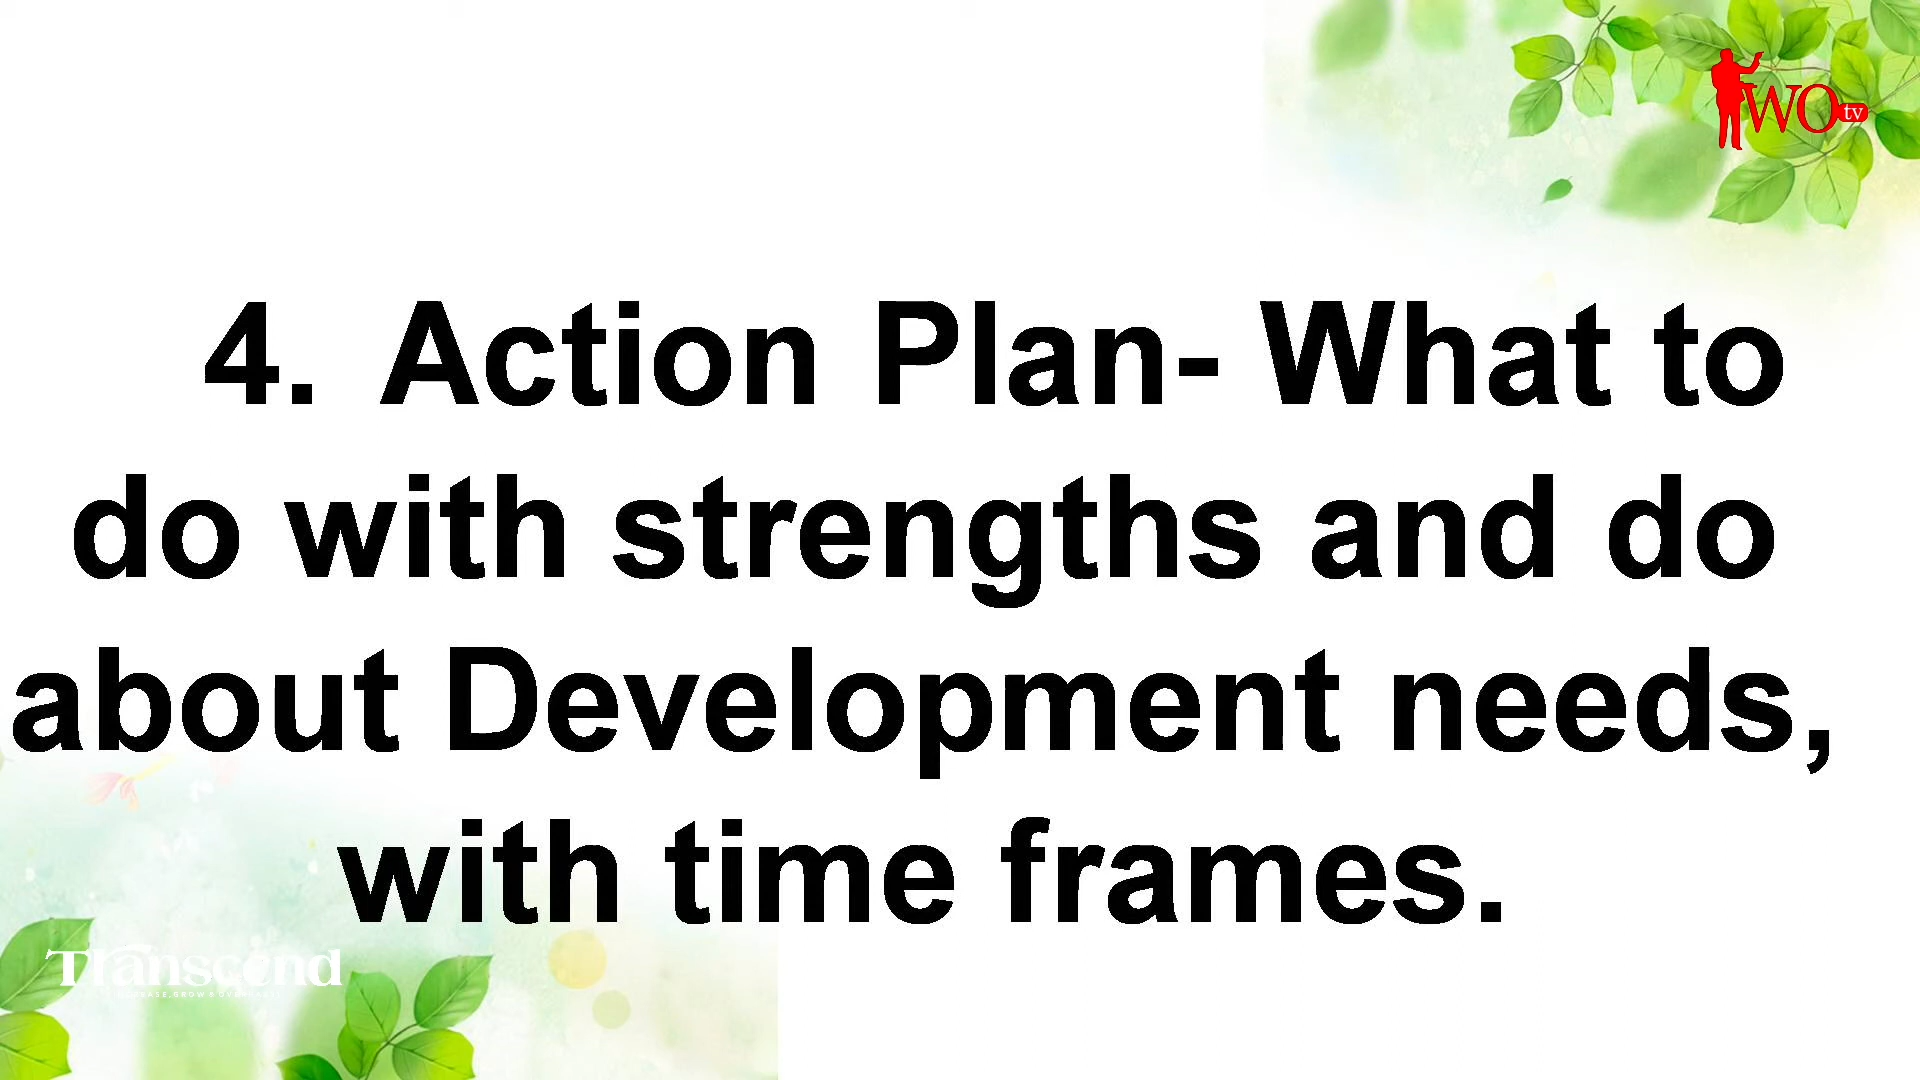 WO tv
4. Action Plan- What to
do with strengths and do
about Development needs,
with time frames.
Transcend